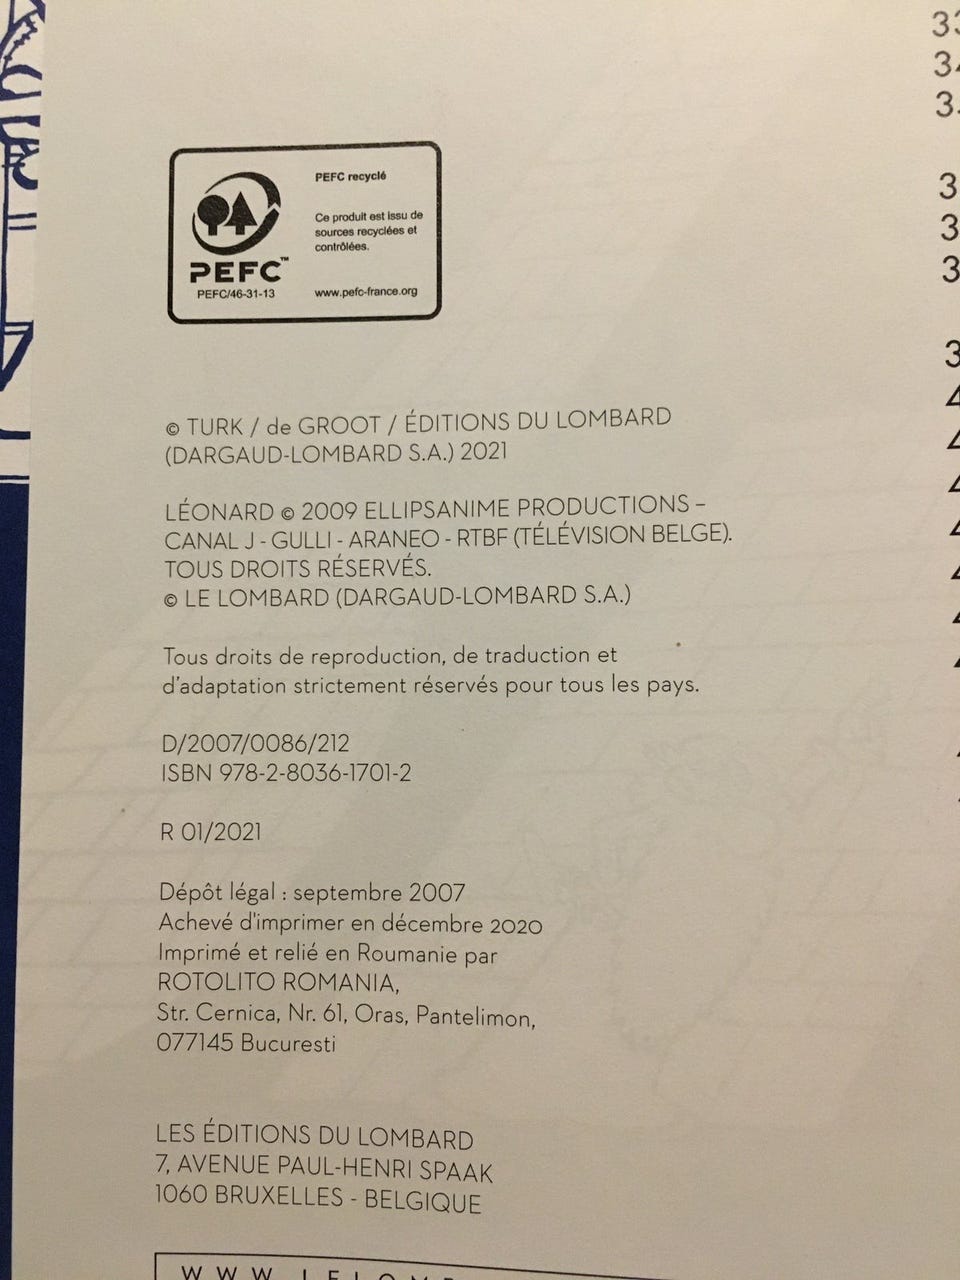 PEFC™
PEFC/46-31-13
PEFC recyclé
Ce produit est issu de
sources recyclées et
contrôlées.
www.pefc-france.org
© TURK / de GROOT / ÉDITIONS DU LOMBARD
(DARGAUD-LOMBARD S.A.) 2021
LÉONARD © 2009 ELLIPSANIME PRODUCTIONS –
CANAL J - GULLI - ARANEO - RTBF (TÉLÉVISION BELGE).
TOUS DROITS RÉSERVÉS.
© LE LOMBARD (DARGAUD-LOMBARD S.A.)
Tous droits de reproduction, de traduction et
d'adaptation strictement réservés pour tous les pays.
D/2007/0086/212
ISBN 978-2-8036-1701-2
R 01/2021
Dépôt légal : septembre 2007
Achevé d'imprimer en décembre 2020
Imprimé et relié en Roumanie par
ROTOLITO ROMANIA,
Str. Cernica, Nr. 61, Oras, Pantelimon,
077145 Bucuresti
LES ÉDITIONS DU LOMBARD
7, AVENUE PAUL-HENRI SPAAK
1060 BRUXELLES - BELGIQUE